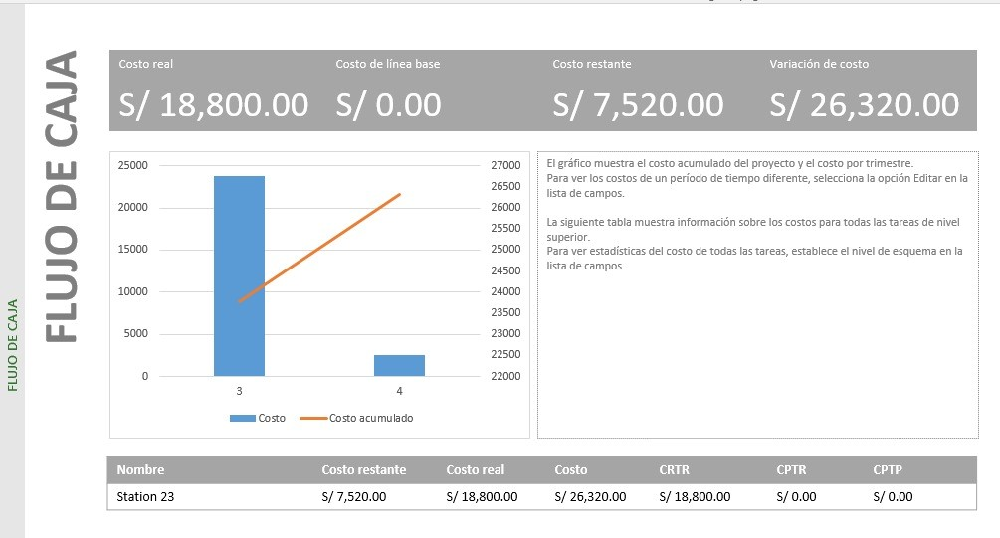 FLUJO DE CAJA
FLUJO DE CAJA
Costo real
Costo de línea base
Costo restante
Variación de costo
S/ 18,800.00
S/ 0.00
S/ 7,520.00
S/ 26,320.00
25000
20000
15000
10000
5000
0
27000
26500
26000
25500
25000
24500
24000
23500
23000
22500
22000
3
4
Costo
Costo acumulado
El gráfico muestra el costo acumulado del proyecto y el costo por trimestre.
Para ver los costos de un período de tiempo diferente, selecciona la opción Editar en la
lista de campos.
La siguiente tabla muestra información sobre los costos para todas las tareas de nivel
superior.
Para ver estadísticas del costo de todas las tareas, establece el nivel de esquema en la
lista de campos.
Nombre Costo restante Costo real Costo CRTR CPTR CPTP
Station 23 S/ 7,520.00 S/ 18,800.00 S/ 26,320.00 S/ 18,800.00 S/ 0.00 S/ 0.00